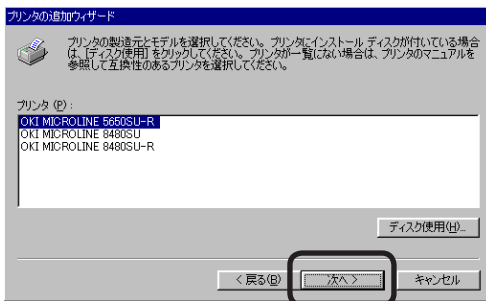 プリンタの追加ウィザード
プリンタの製造元とモデルを選択してください。プリンタにインストール ディスクが付いている場合
は、[ディスク使用] をクリックしてください。プリンタが一覧にない場合は、プリンタのマニュアルを
参照して互換性のあるプリンタを選択してください。
プリンタ(P):
OKI MICROLINE 5650SU-R
OKI MICROLINE 8480SU
OKI MICROLINE 8480SU-R
ディスク使用(H)...
< 戻る(B)
次へ >
キャンセル